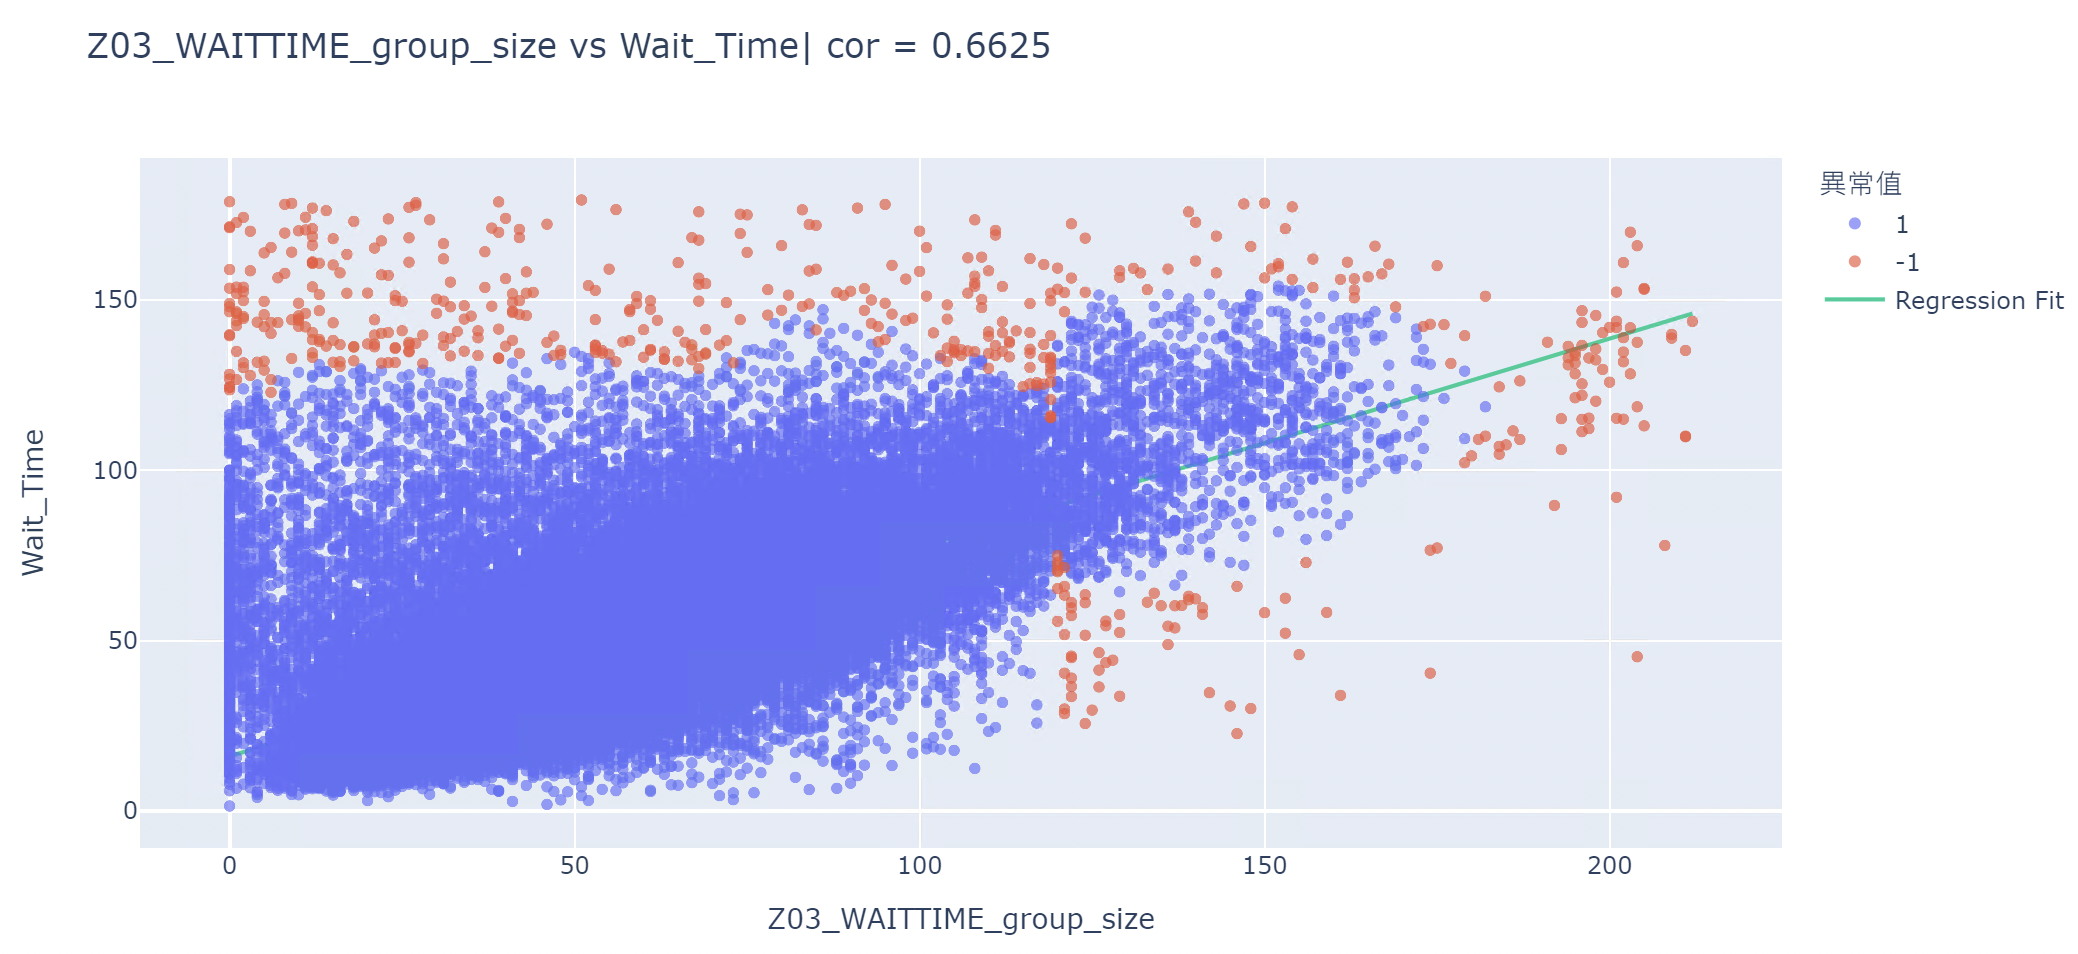 Z03_WAITTIME_group_size vs Wait_Time| cor = 0.6625
異常值
1
-1
Regression Fit
Wait_Time
150
100
50
0
0
50
100
150
200
Z03_WAITTIME_group_size